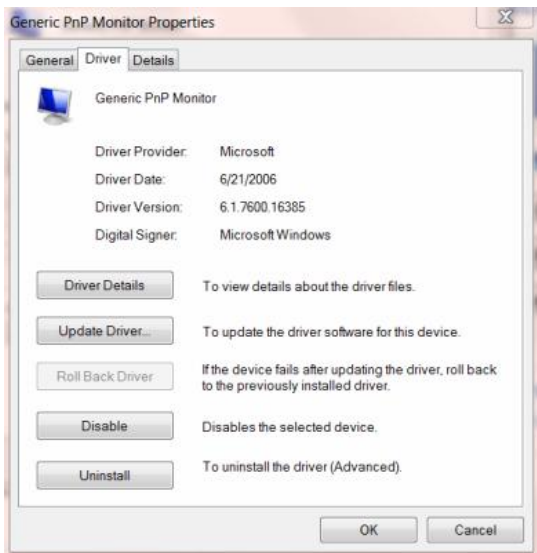 Generic PnP Monitor Properties
General Driver Details
Generic PnP Monitor
Driver Provider: Microsoft
Driver Date: 6/21/2006
Driver Version: 6.1.7600.16385
Digital Signer: Microsoft Windows
Driver Details To view details about the driver files.
Update Driver... To update the driver software for this device.
Roll Back Driver If the device fails after updating the driver, roll back
to the previously installed driver.
Disable Disables the selected device.
Uninstall To uninstall the driver (Advanced).
OK Cancel